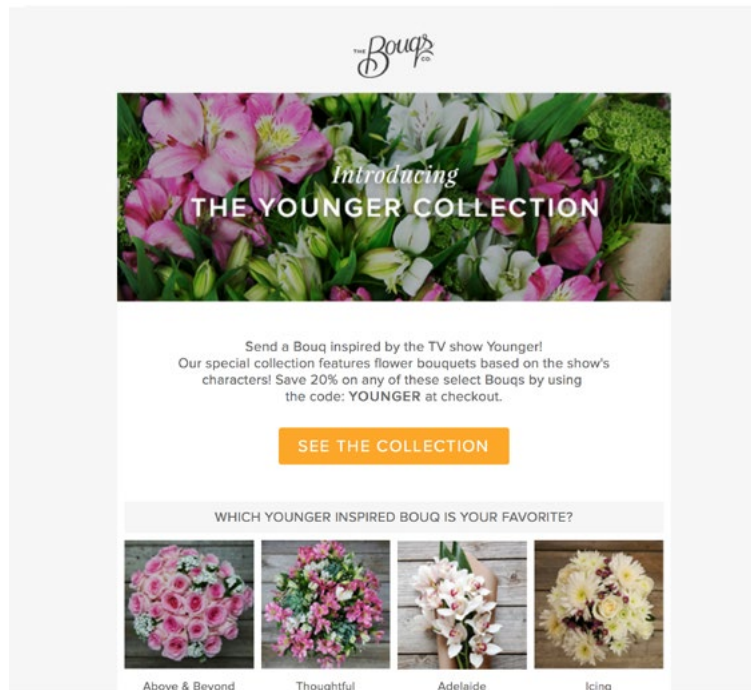 THE Bouqs CO.
Introducing
THE YOUNGER COLLECTION
Send a Bouq inspired by the TV show Younger!
Our special collection features flower bouquets based on the show's
characters! Save 20% on any of these select Bouqs by using
the code: YOUNGER at checkout.
SEE THE COLLECTION
WHICH YOUNGER INSPIRED BOUQ IS YOUR FAVORITE?
Above & Beyond Thoughtful Adelaide Icing